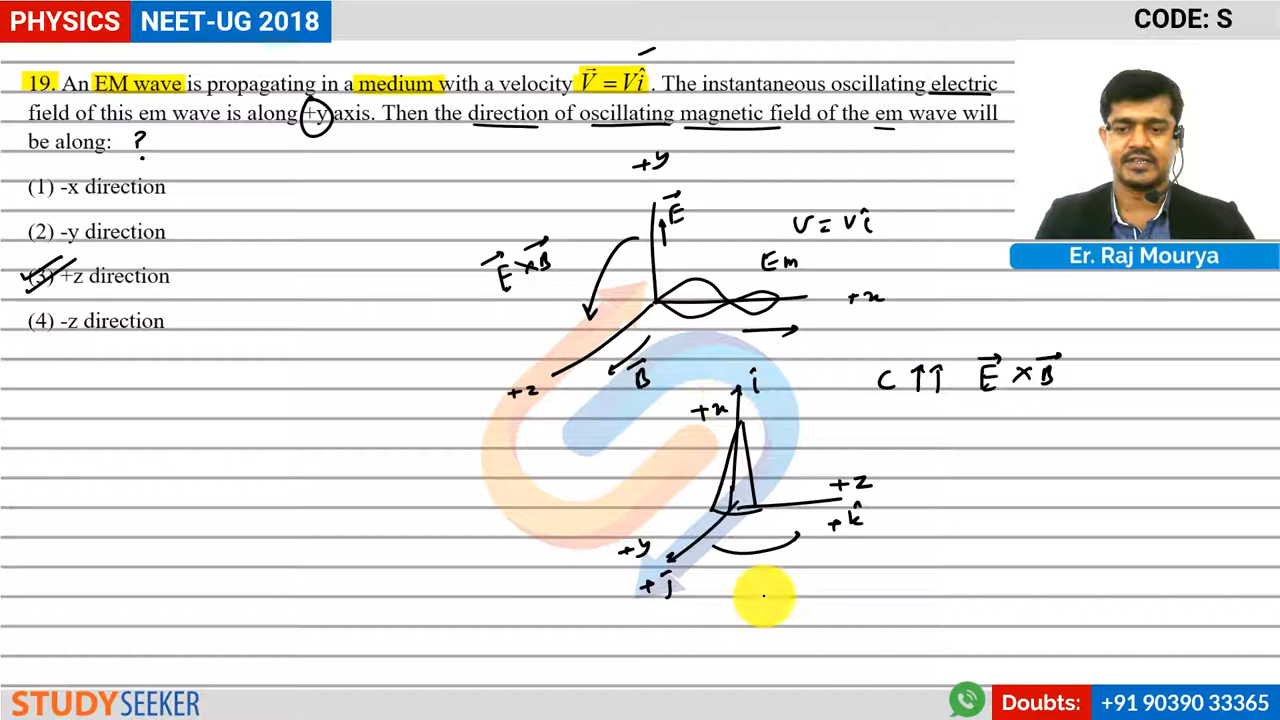 PHYSICS NEET-UG 2018
CODE: S
19. An EM wave is propagating in a medium with a velocity V⃗ = Vî . The instantaneous oscillating electric
field of this em wave is along +y axis. Then the direction of oscillating magnetic field of the em wave will
be along: ?
(1) -x direction
(2) -y direction
(3) +z direction
(4) -z direction
+y
E⃗
V = Vî
E⃗ × B⃗
Em
+x
B⃗
+z
C ↑↑ E⃗ × B⃗
î
+x
+z
+k̂
+y
+ĵ
Er. Raj Mourya
STUDYSEEKER
Doubts: +91 90390 33365